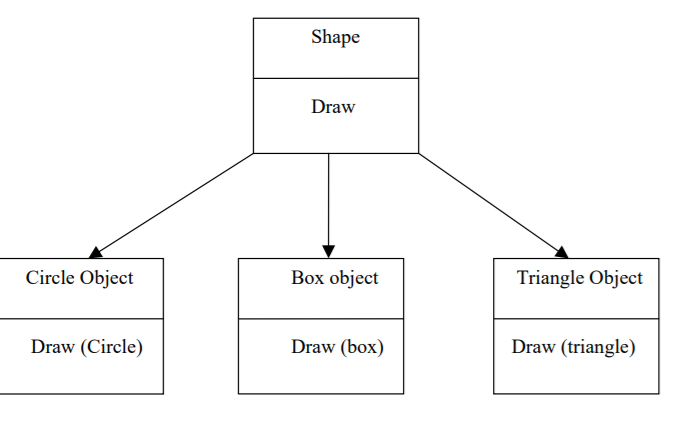 Shape
Draw
Circle Object
Box object
Triangle Object
Draw (Circle)
Draw (box)
Draw (triangle)